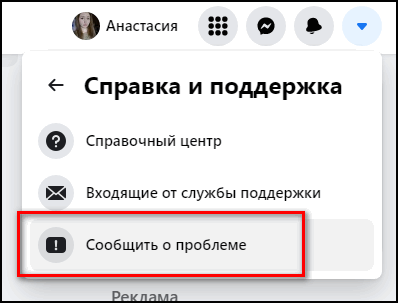 Анастасия
Справка и поддержка
Справочный центр
Входящие от службы поддержки
Сообщить о проблеме
Реклама